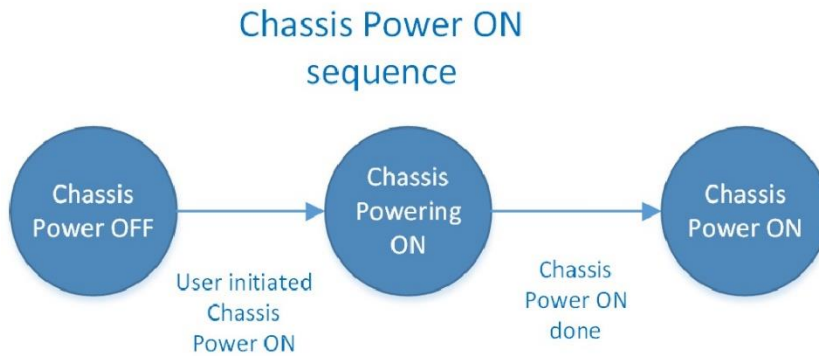 Chassis Power ON
sequence
Chassis
Power OFF
User initiated
Chassis
Power ON
Chassis
Powering
ON
Chassis
Power ON
done
Chassis
Power ON